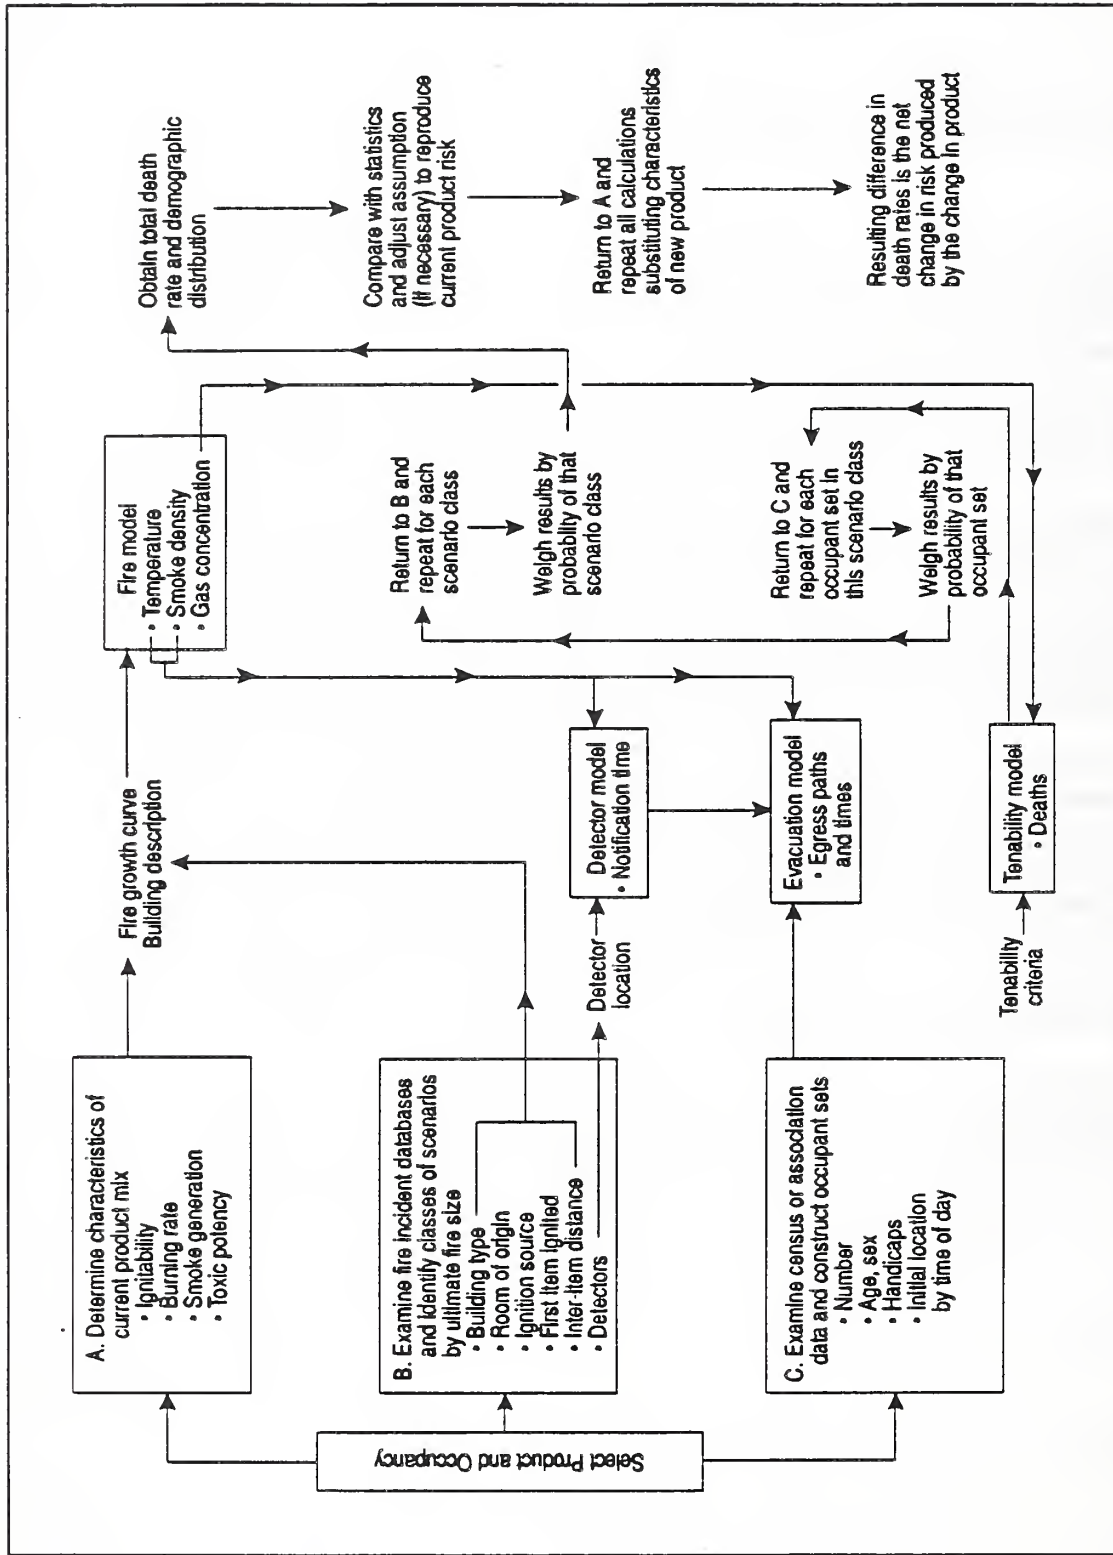 Select Product and Occupancy
A. Determine characteristics of
current product mix
• Ignitability
• Burning rate
• Smoke generation
• Toxic potency
B. Examine fire incident databases
and identify classes of scenarios
by ultimate fire size
• Building type
• Room of origin
• Ignition source
• First item ignited
• Inter-item distance
• Detectors
C. Examine census or association
data and construct occupant sets
• Number
• Age, sex
• Handicaps
• Initial location
by time of day
Fire growth curve
Building description
Detector
location
Tenability
criteria
Fire model
• Temperature
• Smoke density
• Gas concentration
Detector model
• Notification time
Evacuation model
• Egress paths
and times
Tenability model
• Deaths
Return to B and
repeat for each
scenario class
Weigh results by
probability of that
scenario class
Return to C and
repeat for each
occupant set in
this scenario class
Weigh results by
probability of that
occupant set
Obtain total death
rate and demographic
distribution
Compare with statistics
and adjust assumption
(if necessary) to reproduce
current product risk
Return to A and
repeat all calculations
substituting characteristics
of new product
Resulting difference in
death rates is the net
change in risk produced
by the change in product